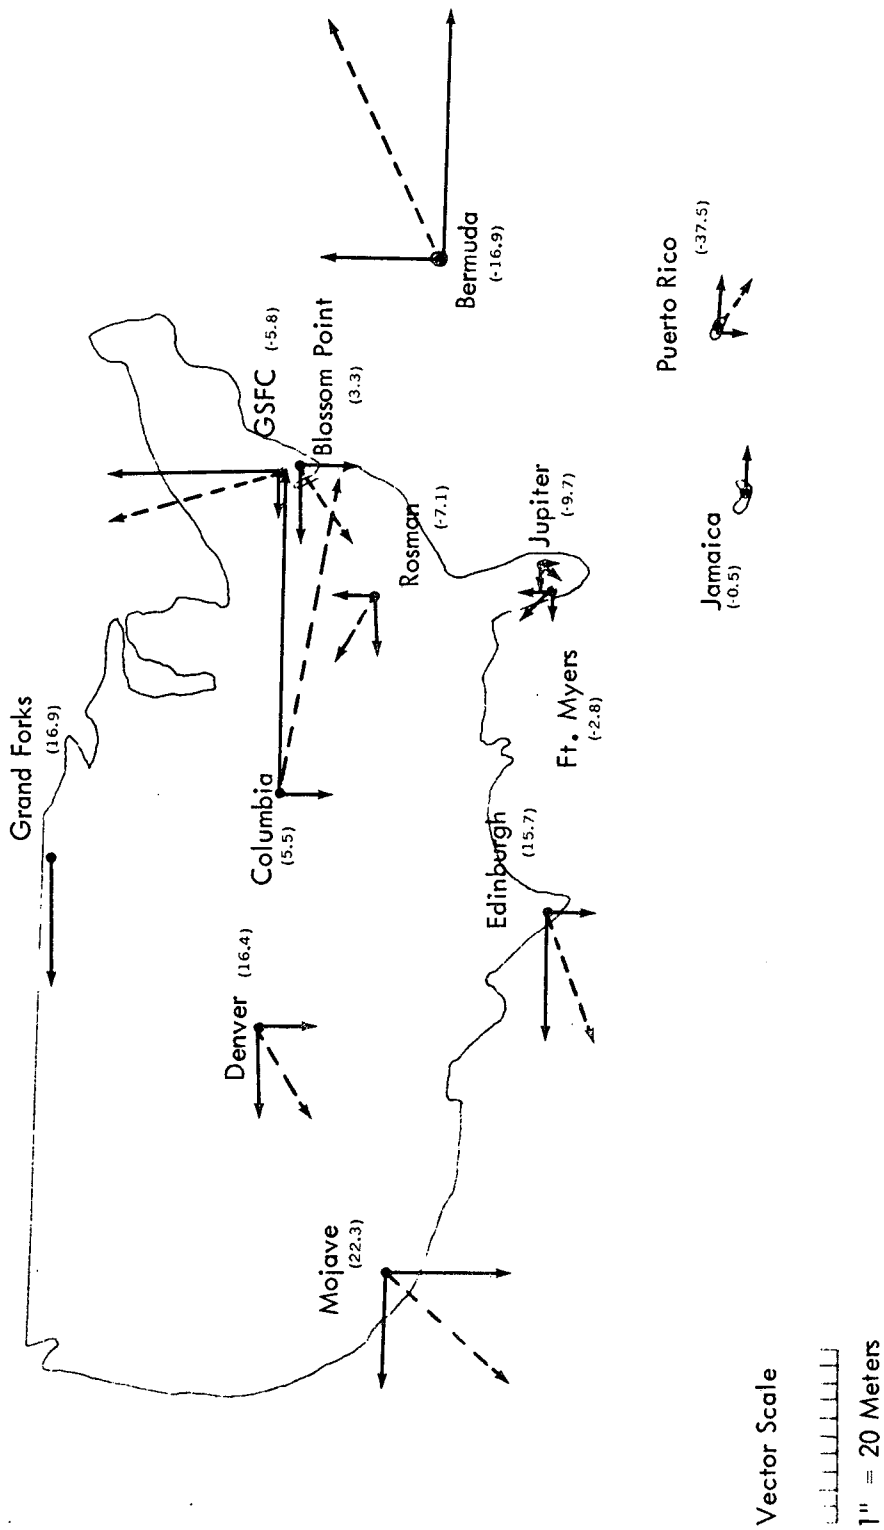 Grand Forks
(16.9)
GSFC (-5.8)
Blossom Point
(3.3)
Bermuda
(-16.9)
Columbia
(5.5)
Rosman
(-7.1)
Denver (16.4)
Mojave
(22.3)
Edinburgh
(15.7)
Ft. Myers
(-2.8)
Jupiter
(-9.7)
Puerto Rico
(-37.5)
Jamaica
(-0.5)
Vector Scale
1" = 20 Meters